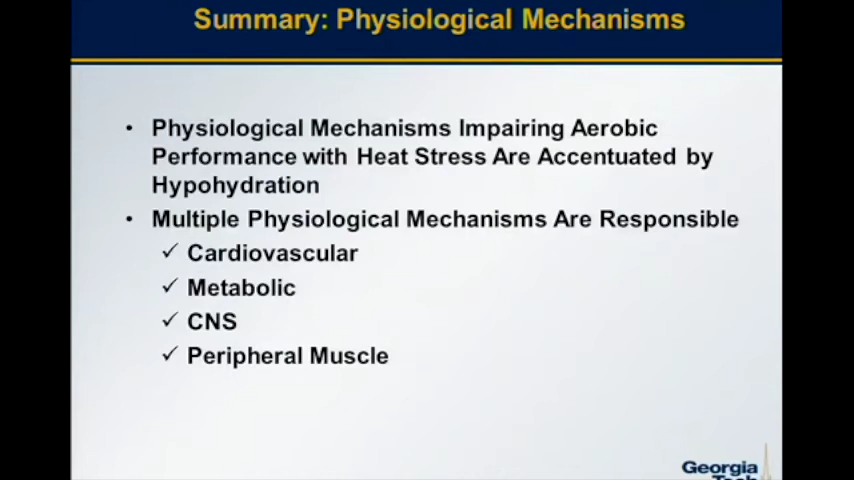 Summary: Physiological Mechanisms
• Physiological Mechanisms Impairing Aerobic
Performance with Heat Stress Are Accentuated by
Hypohydration
• Multiple Physiological Mechanisms Are Responsible
✓ Cardiovascular
✓ Metabolic
✓ CNS
✓ Peripheral Muscle
Georgia
Tech